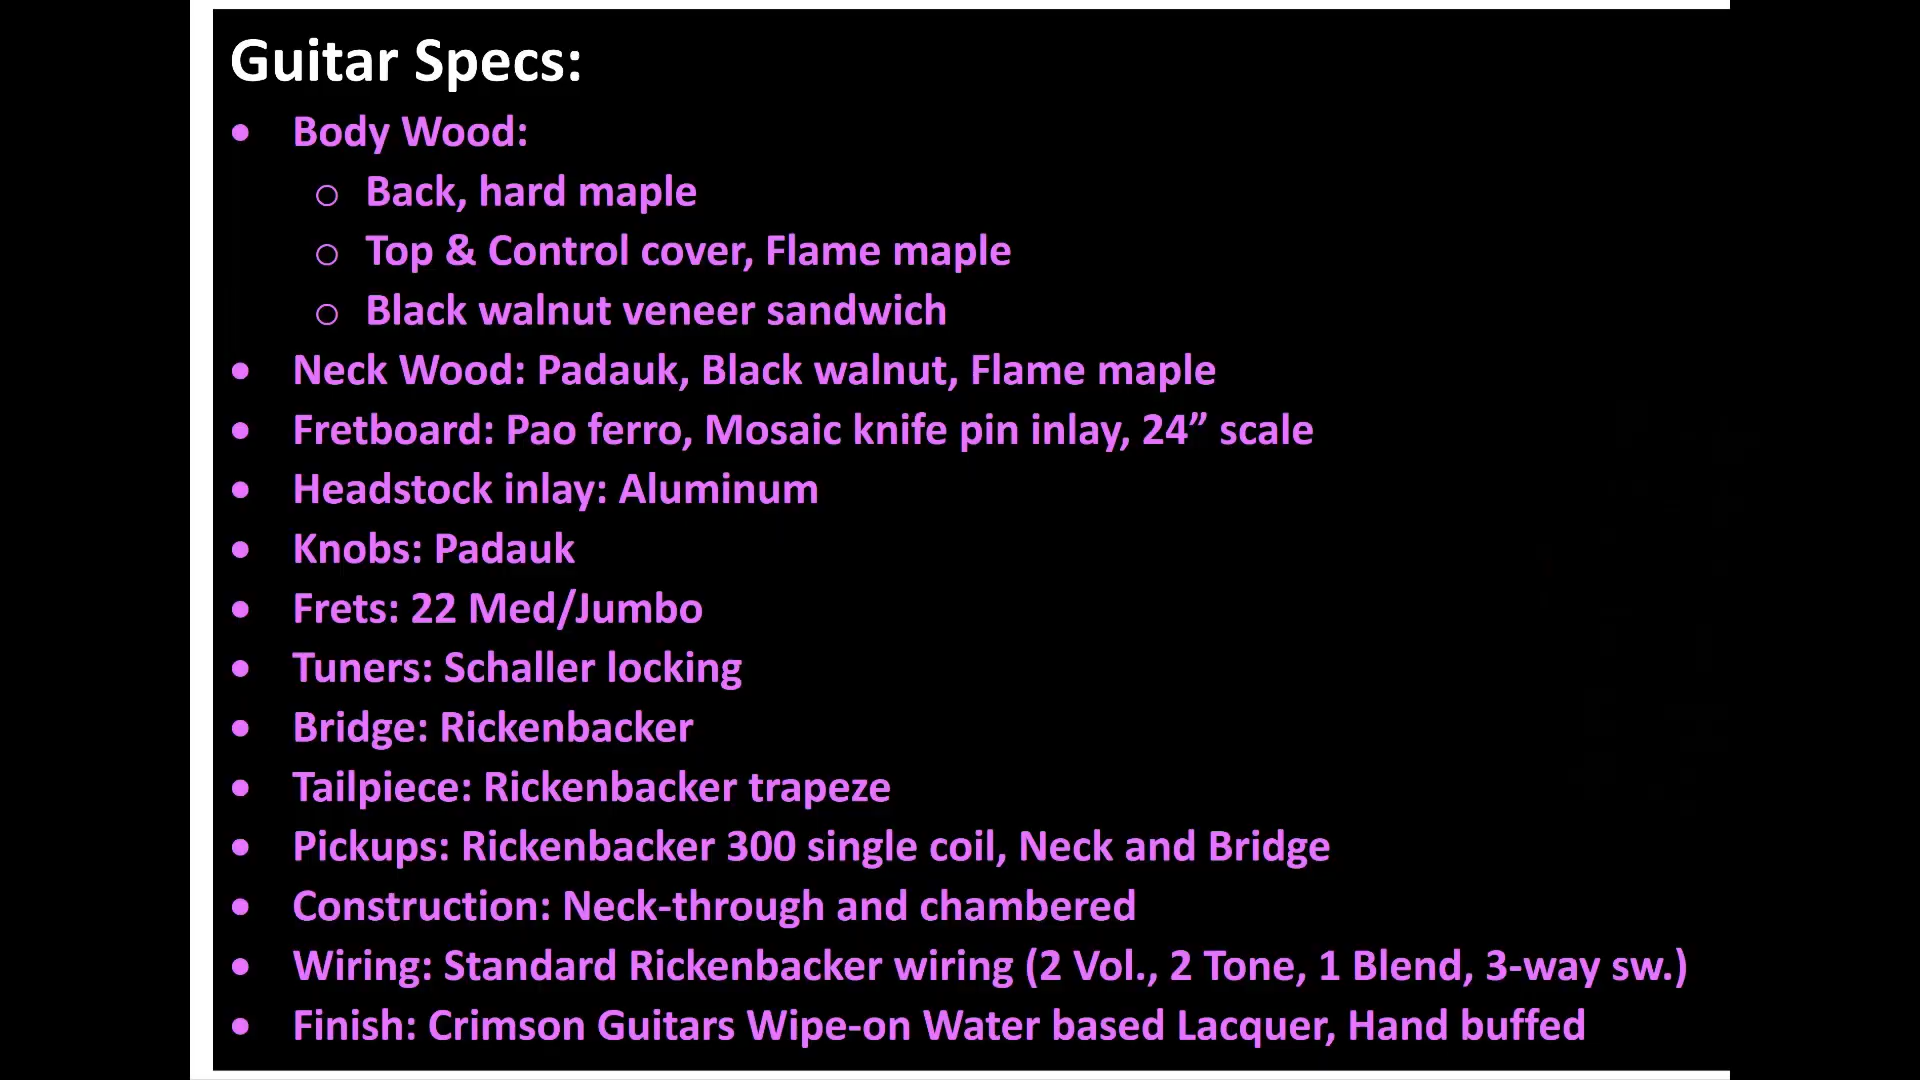 Guitar Specs:
• Body Wood:
o Back, hard maple
o Top & Control cover, Flame maple
o Black walnut veneer sandwich
• Neck Wood: Padauk, Black walnut, Flame maple
• Fretboard: Pao ferro, Mosaic knife pin inlay, 24” scale
• Headstock inlay: Aluminum
• Knobs: Padauk
• Frets: 22 Med/Jumbo
• Tuners: Schaller locking
• Bridge: Rickenbacker
• Tailpiece: Rickenbacker trapeze
• Pickups: Rickenbacker 300 single coil, Neck and Bridge
• Construction: Neck-through and chambered
• Wiring: Standard Rickenbacker wiring (2 Vol., 2 Tone, 1 Blend, 3-way sw.)
• Finish: Crimson Guitars Wipe-on Water based Lacquer, Hand buffed